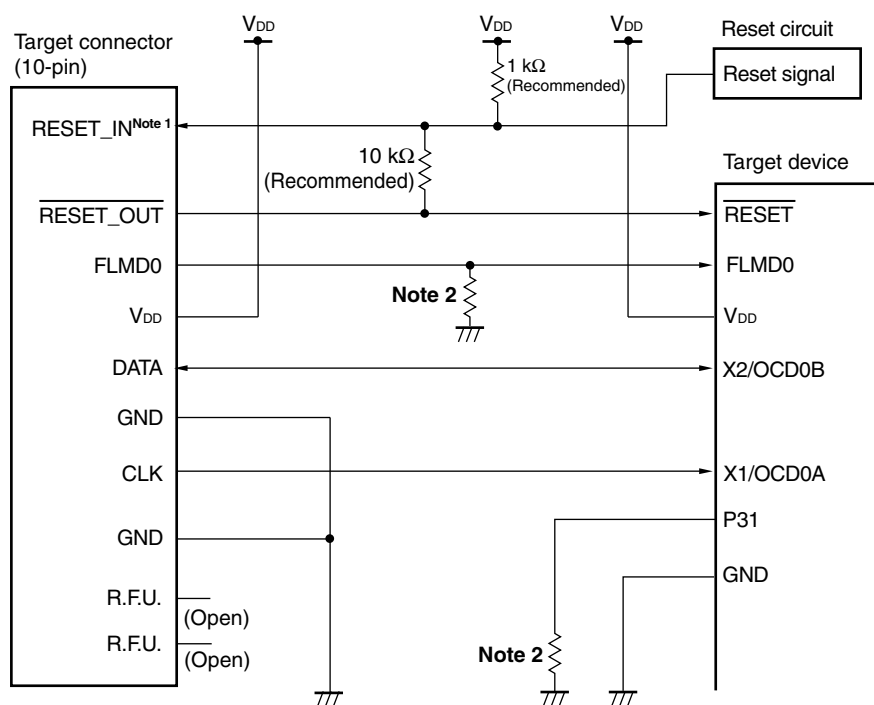 Target connector
(10-pin)
VDD
VDD
VDD
Reset circuit
Reset signal
1 kΩ
(Recommended)
RESET_IN Note 1
10 kΩ
(Recommended)
Target device
RESET_OUT
RESET
FLMD0
FLMD0
Note 2
VDD
VDD
DATA
X2/OCD0B
GND
CLK
X1/OCD0A
P31
GND
GND
R.F.U.
(Open)
R.F.U.
(Open)
Note 2